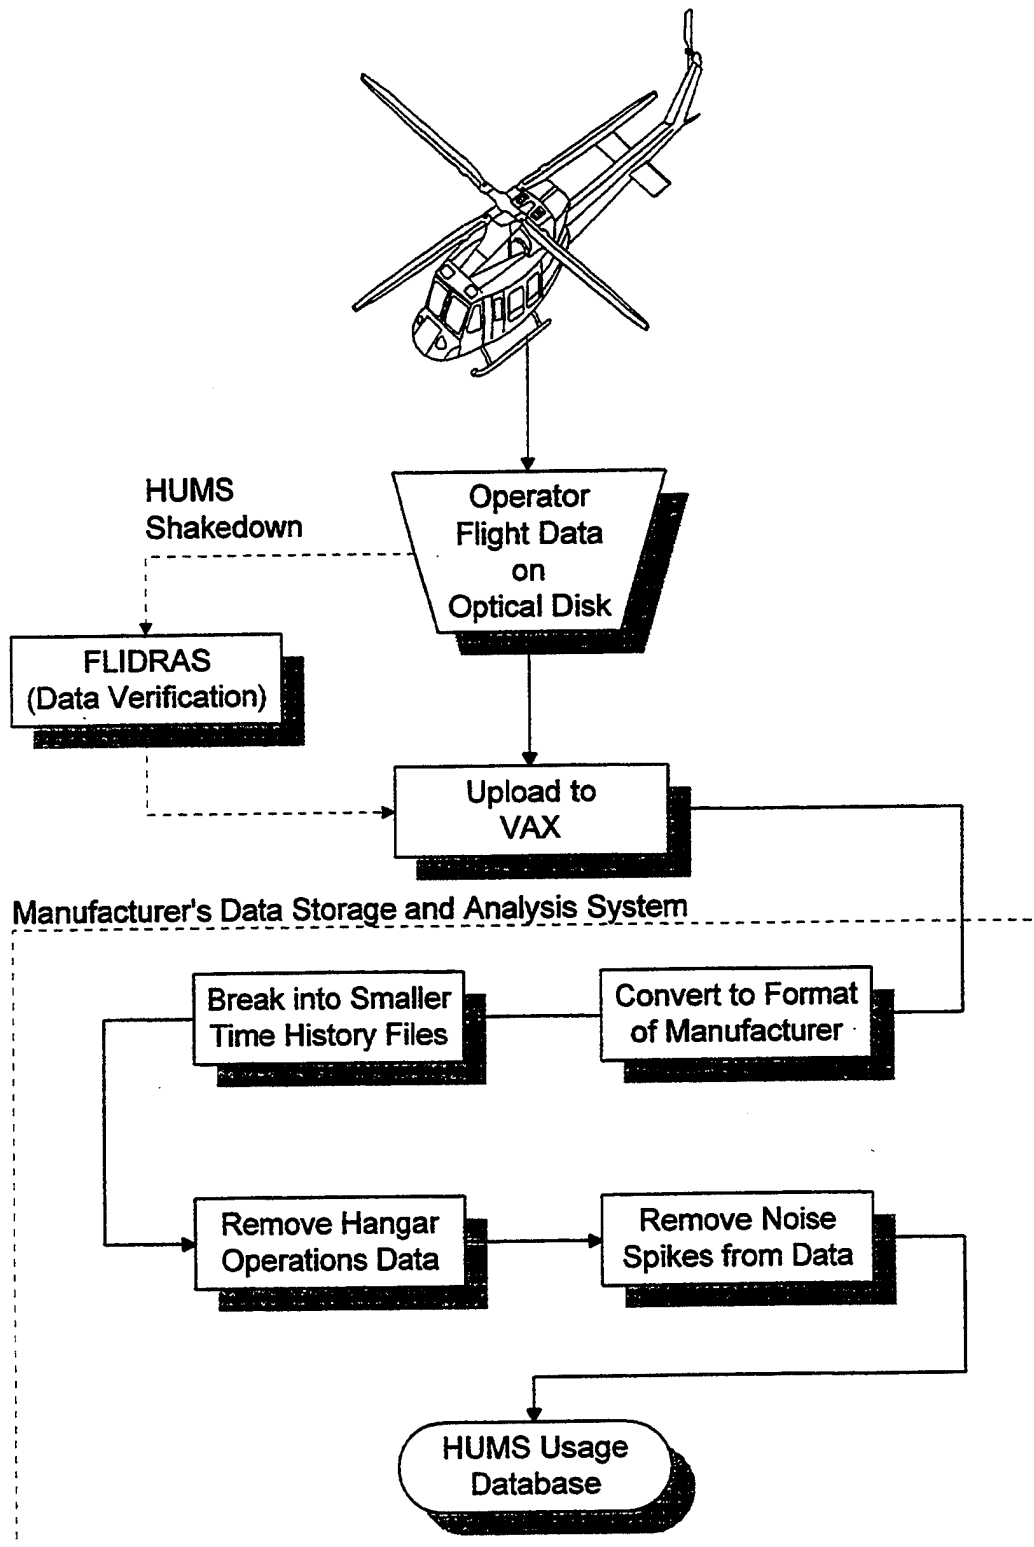 HUMS
Shakedown
Operator
Flight Data
on
Optical Disk
FLIDRAS
(Data Verification)
Upload to
VAX
Manufacturer's Data Storage and Analysis System
Break into Smaller
Time History Files
Convert to Format
of Manufacturer
Remove Hangar
Operations Data
Remove Noise
Spikes from Data
HUMS Usage
Database